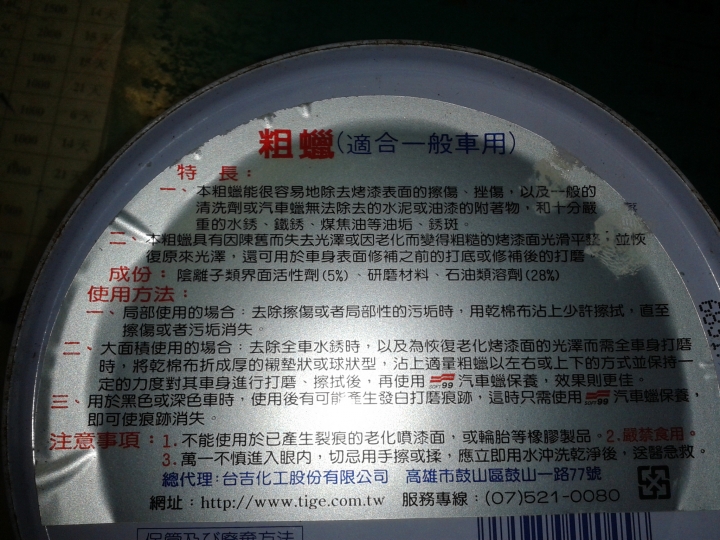 粗蠟(適合一般車用)
特 長：
一、本粗蠟能很容易地除去烤漆表面的擦傷、挫傷，以及一般的
清洗劑或汽車蠟無法除去的水泥或油漆的附著物，和十分嚴
重的水銹、鐵銹、煤焦油等油垢、銹斑。
二、本粗蠟具有因陳舊而失去光澤或因老化而變得粗糙的烤漆面光滑平整，並恢
復原來光澤，這可用於車身表面修補之前的打底或修補後的打磨
成份：陰離子類界面活性劑(5%)、研磨材料、石油類溶劑(28%)
使用方法：
一、局部使用的場合：去除擦傷或者局部性的污垢時，用乾棉布沾上少許擦拭，直至
擦傷或者污垢消失。
二、大面積使用的場合：去除全車水銹時，以及為恢復老化烤漆面的光澤而需全車身打磨
時，將乾棉布折成厚的襯墊狀或球狀型，沾上適量粗蠟以左右或上下的方式並保持一
定的力度對其車身進行打磨、擦拭後，再使用 SOFT99 汽車蠟保養，效果則更佳。
三、用於黑色或深色車時，使用後有可能產生發白打磨痕跡，這時只需使用 SOFT99 汽車蠟保養，
即可使痕跡消失。
注意事項：1.不能使用於已產生裂痕的老化噴漆面，或輪胎等橡膠製品。2.嚴禁食用。
3.萬一不慎進入眼內，切忌用手擦或揉，應立即用水沖洗乾淨後，送醫急救。
總代理：台吉化工股份有限公司 高雄市鼓山區鼓山一路77號
網址：http://www.tige.com.tw 服務專線：(07)521-0080
保管及び廃棄方法